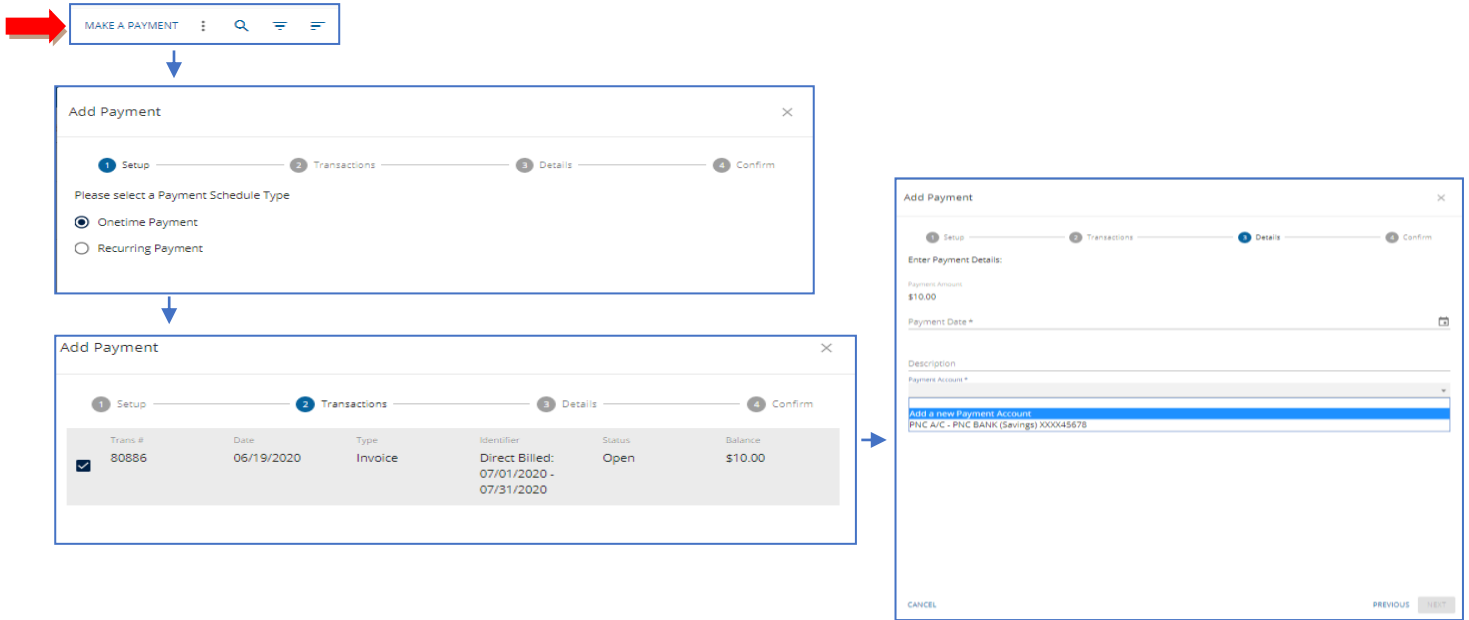 MAKE A PAYMENT
Add Payment
1 Setup 2 Transactions 3 Details 4 Confirm
Please select a Payment Schedule Type
Onetime Payment
Recurring Payment
Add Payment
1 Setup 2 Transactions 3 Details 4 Confirm
Trans # Date Type Identifier Status Balance
80886 06/19/2020 Invoice Direct Billed: Open $10.00
07/01/2020 -
07/31/2020
Add Payment
1 Setup 2 Transactions 3 Details 4 Confirm
Enter Payment Details:
Payment Amount
$10.00
Payment Date *
Description
Payment Account *
Add a new Payment Account
PNC A/C - PNC BANK (Savings) XXXX45678
CANCEL PREVIOUS NEXT